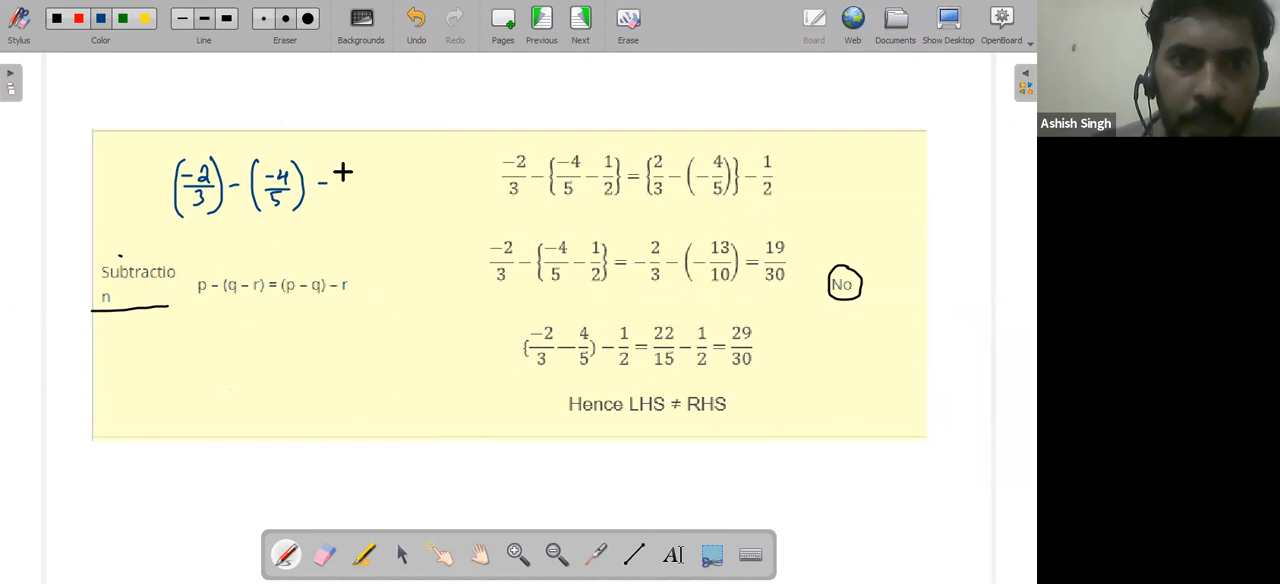 Stylus Color Line Eraser Backgrounds Undo Redo Pages Previous Next Erase Board Web Documents Show Desktop OpenBoard
Ashish Singh
(-2/3) - (-4/5) -
-2/3 - {-4/5 - 1/2} = {2/3 - (-4/5)} - 1/2
-2/3 - {-4/5 - 1/2} = -2/3 - (-13/10) = 19/30
Subtractio
n
p – (q – r) = (p – q) – r
No
{-2/3 — 4/5) - 1/2 = 22/15 - 1/2 = 29/30
Hence LHS ≠ RHS